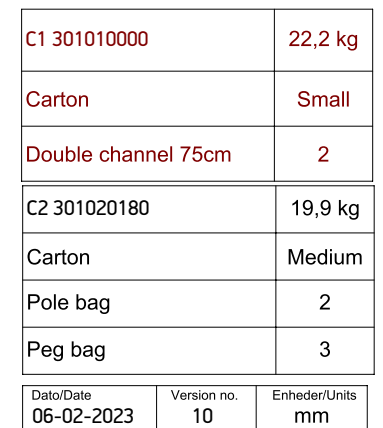 C1 301010000 22,2 kg
Carton Small
Double channel 75cm 2
C2 301020180 19,9 kg
Carton Medium
Pole bag 2
Peg bag 3
Dato/Date Version no. Enheder/Units
06-02-2023 10 mm